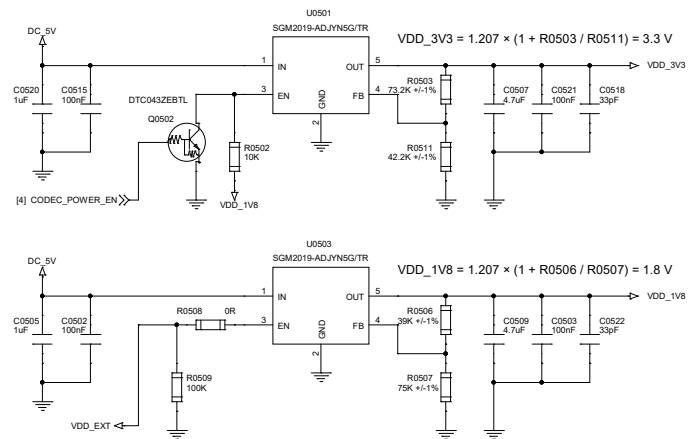 U0501
SGM2019-ADJYN5G/TR
VDD_3V3 = 1.207 × (1 + R0503 / R0511) = 3.3 V
DC_5V
1 IN OUT 5 VDD_3V3
C0520 1uF
C0515 100nF
DTC043ZEBTL
Q0502
3 EN FB 4
GND
2
R0503
73.2K +/-1%
C0507 4.7uF
C0521 100nF
C0518 33pF
R0502
10K
R0511
42.2K +/-1%
[4] CODEC_POWER_EN
VDD_1V8
U0503
SGM2019-ADJYN5G/TR
VDD_1V8 = 1.207 × (1 + R0506 / R0507) = 1.8 V
DC_5V
1 IN OUT 5 VDD_1V8
C0505 1uF
C0502 100nF
R0508 0R
3 EN FB 4
GND
2
R0506
39K +/-1%
C0509 4.7uF
C0503 100nF
C0522 33pF
R0509
100K
R0507
75K +/-1%
VDD_EXT